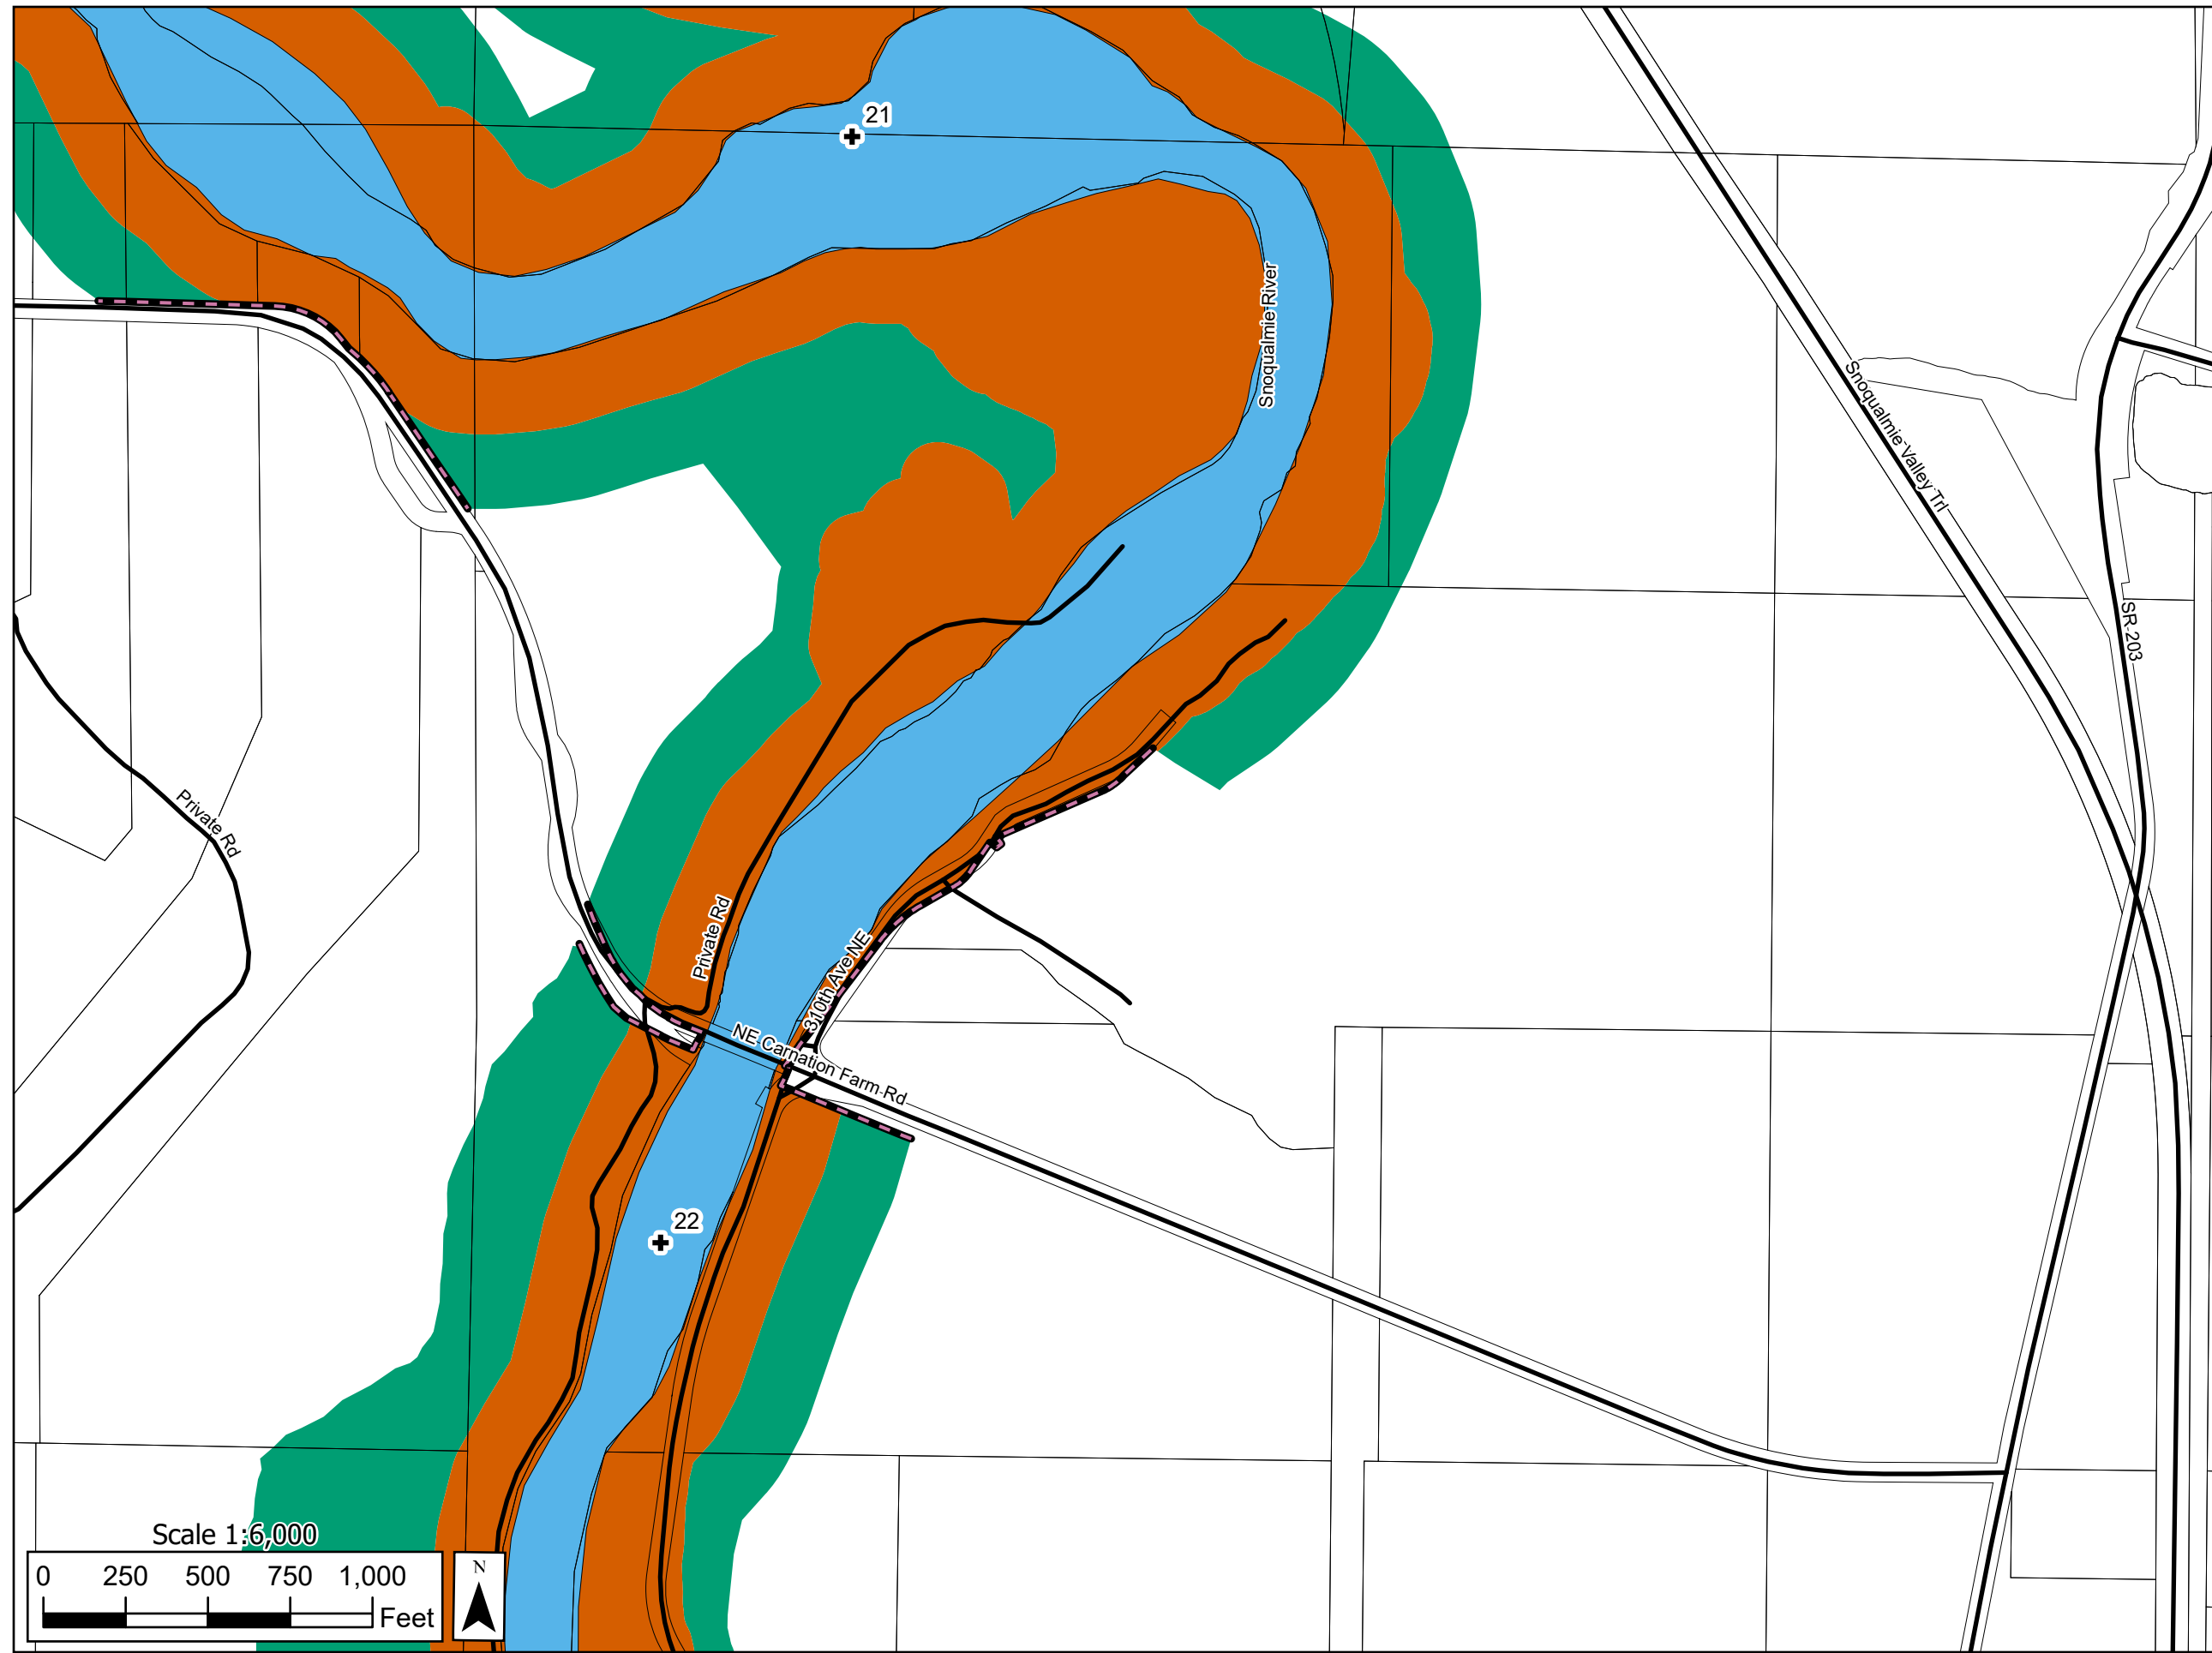 21
Snoqualmie River
Snoqualmie Valley Trl
SR-203
Private Rd
Private Rd
310th Ave NE
NE Carnation Farm Rd
22
Scale 1:6,000
0 250 500 750 1,000
Feet
N